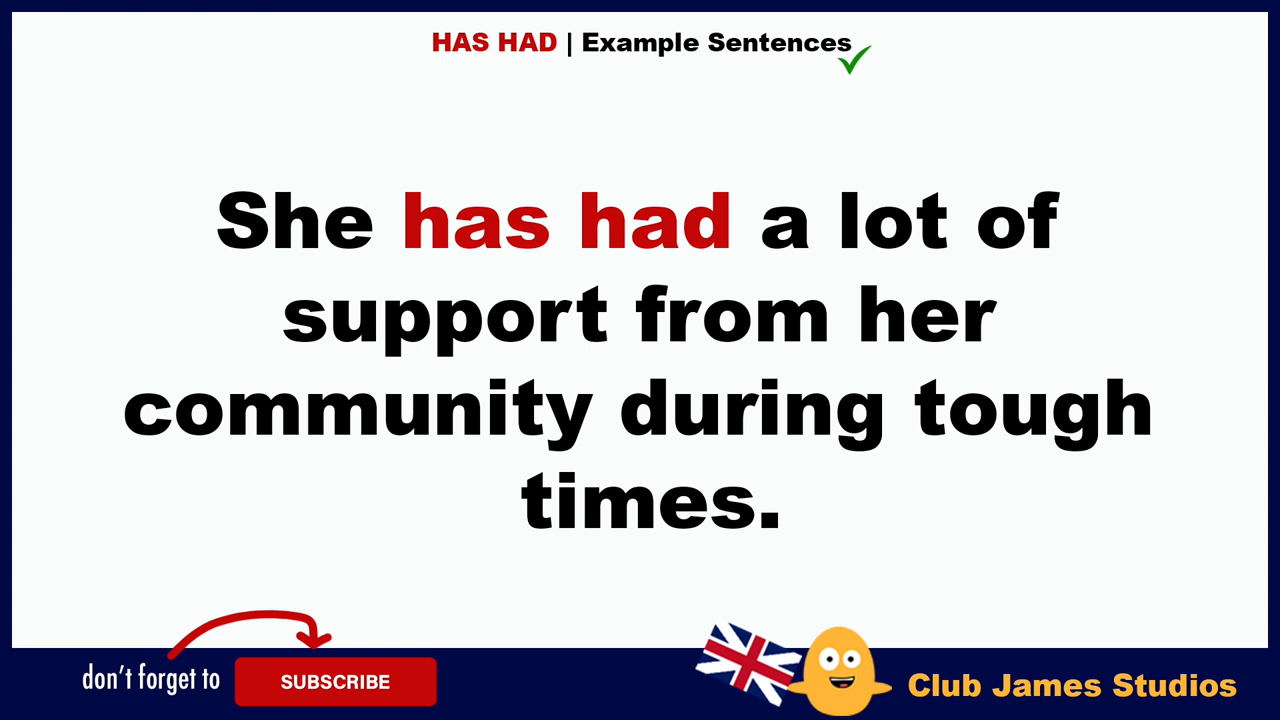 HAS HAD | Example Sentences
She has had a lot of
support from her
community during tough
times.
don't forget to
SUBSCRIBE
Club James Studios